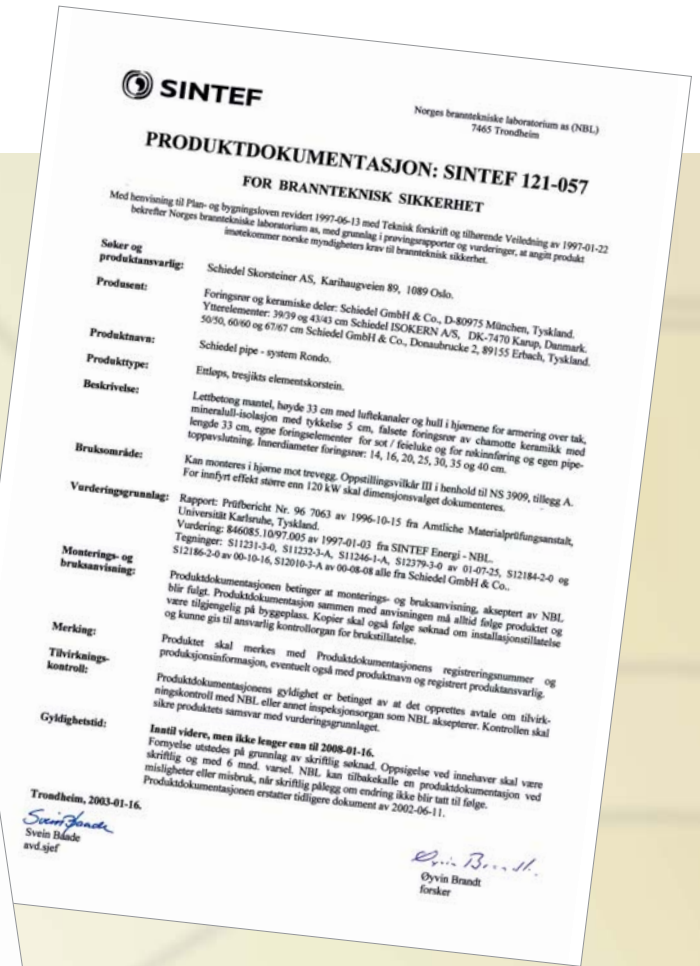 SINTEF
Norges branntekniske laboratorium as (NBL)
7465 Trondheim
PRODUKTDOKUMENTASJON: SINTEF 121-057
FOR BRANNTEKNISK SIKKERHET
Med henvisning til Plan- og bygningsloven revidert 1997-06-13 med Teknisk forskrift og tilhørende Veiledning av 1997-01-22
bekrefter Norges branntekniske laboratorium as, med grunnlag i prøvingsrapporter og vurderinger, at angitt produkt
imøtekommer norske myndigheters krav til brannteknisk sikkerhet.
Søker og
produktansvarlig: Schiedel Skorsteiner AS, Karihaugveien 89, 1089 Oslo.
Produsent: Foringsrør og keramiske deler: Schiedel GmbH & Co., D-80975 München, Tyskland.
Ytterelementer: 39/39 og 43/43 cm Schiedel ISOKERN A/S, DK-7470 Karup, Danmark.
50/50, 60/60 og 67/67 cm Schiedel GmbH & Co., Donaubrucke 2, 89155 Erbach, Tyskland.
Produktnavn: Schiedel pipe - system Rondo.
Produkttype: Ettløps, tresjikts elementskorstein.
Beskrivelse: Lettbetong mantel, høyde 33 cm med luftekanaler og hull i hjørnene for armering over tak,
mineralull-isolasjon med tykkelse 5 cm, falsete foringsrør av chamotte keramikk med
lengde 33 cm, egne foringselementer for sot / feieluke og for røkinnføring og egen pipe-
toppavslutning. Innerdiameter foringsrør: 14, 16, 20, 25, 30, 35 og 40 cm.
Bruksområde: Kan monteres i hjørne mot trevegg. Oppstillingsvilkår III i henhold til NS 3909, tillegg A.
For innfyrt effekt større enn 120 kW skal dimensjonsvalget dokumenteres.
Vurderingsgrunnlag: Rapport: Prüfbericht Nr. 96 7063 av 1996-10-15 fra Amtliche Materialprüfungsanstalt,
Universität Karlsruhe, Tyskland.
Vurdering: 846085.10/97.005 av 1997-01-03 fra SINTEF Energi - NBL.
Tegninger: S11231-3-0, S11232-3-A, S11246-1-A, S12379-3-0 av 01-07-25, S12184-2-0 og
S12186-2-0 av 00-10-16, S12010-3-A av 00-08-08 alle fra Schiedel GmbH & Co..
Monterings- og
bruksanvisning: Produktdokumentasjonen betinger at monterings- og bruksanvisning, akseptert av NBL
blir fulgt. Produktdokumentasjon sammen med anvisningen må alltid følge produktet og
være tilgjengelig på byggeplass. Kopier skal også følge søknad om installasjonstillatelse
og kunne gis til ansvarlig kontrollorgan for brukstillatelse.
Merking: Produktet skal merkes med Produktdokumentasjonens registreringsnummer og
produksjonsinformasjon, eventuelt også med produktnavn og registrert produktansvarlig.
Tilvirknings-
kontroll: Produktdokumentasjonens gyldighet er betinget av at det opprettes avtale om tilvirk-
ningskontroll med NBL eller annet inspeksjonsorgan som NBL aksepterer. Kontrollen skal
sikre produktets samsvar med vurderingsgrunnlaget.
Gyldighetstid: Inntil videre, men ikke lenger enn til 2008-01-16.
Fornyelse utstedes på grunnlag av skriftlig søknad. Oppsigelse ved innehaver skal være
skriftlig og med 6 mnd. varsel. NBL kan tilbakekalle en produktdokumentasjon ved
misligheter eller misbruk, når skriftlig pålegg om endring ikke blir tatt til følge.
Produktdokumentasjonen erstatter tidligere dokument av 2002-06-11.
Trondheim, 2003-01-16.
Svein Baade
Svein Baade
avd.sjef
Øyvin Brandt
Øyvin Brandt
forsker